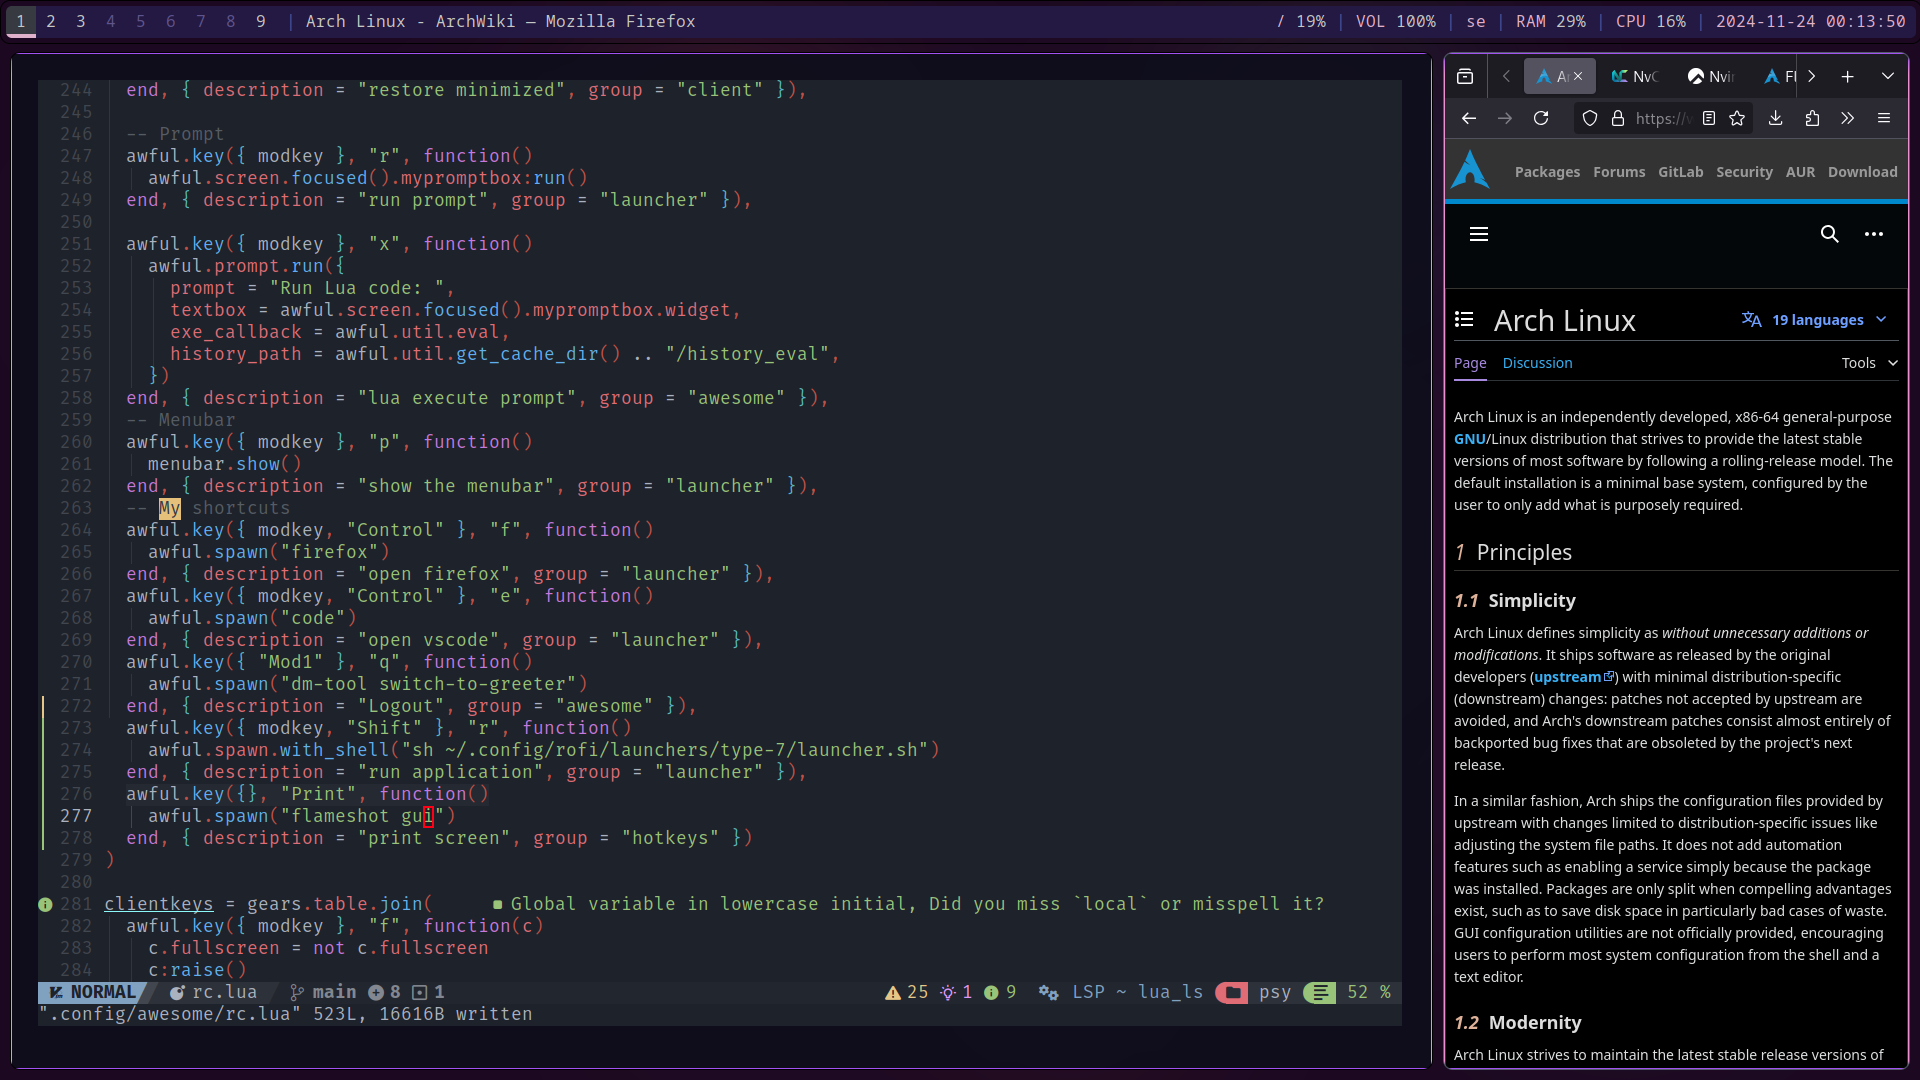 1 2 3 4 5 6 7 8 9 | Arch Linux - ArchWiki — Mozilla Firefox
/ 19% | VOL 100% | se | RAM 29% | CPU 16% | 2024-11-24 00:13:50
244 end, { description = "restore minimized", group = "client" }),
245
246 -- Prompt
247 awful.key({ modkey }, "r", function()
248 awful.screen.focused().mypromptbox:run()
249 end, { description = "run prompt", group = "launcher" }),
250
251 awful.key({ modkey }, "x", function()
252 awful.prompt.run({
253 prompt = "Run Lua code: ",
254 textbox = awful.screen.focused().mypromptbox.widget,
255 exe_callback = awful.util.eval,
256 history_path = awful.util.get_cache_dir() .. "/history_eval",
257 })
258 end, { description = "lua execute prompt", group = "awesome" }),
259 -- Menubar
260 awful.key({ modkey }, "p", function()
261 menubar.show()
262 end, { description = "show the menubar", group = "launcher" }),
263 -- My shortcuts
264 awful.key({ modkey, "Control" }, "f", function()
265 awful.spawn("firefox")
266 end, { description = "open firefox", group = "launcher" }),
267 awful.key({ modkey, "Control" }, "e", function()
268 awful.spawn("code")
269 end, { description = "open vscode", group = "launcher" }),
270 awful.key({ "Mod1" }, "q", function()
271 awful.spawn("dm-tool switch-to-greeter")
272 end, { description = "Logout", group = "awesome" }),
273 awful.key({ modkey, "Shift" }, "r", function()
274 awful.spawn.with_shell("sh ~/.config/rofi/launchers/type-7/launcher.sh")
275 end, { description = "run application", group = "launcher" }),
276 awful.key({}, "Print", function()
277 awful.spawn("flameshot gui")
278 end, { description = "print screen", group = "hotkeys" })
279 )
280
281 clientkeys = gears.table.join( ■ Global variable in lowercase initial, Did you miss `local` or misspell it?
282 awful.key({ modkey }, "f", function(c)
283 c.fullscreen = not c.fullscreen
284 c:raise()
NORMAL rc.lua main 8 1 25 1 9 LSP ~ lua_ls psy 52 %
".config/awesome/rc.lua" 523L, 16616B written
A NvC Nvi Fl
https://w
Packages Forums GitLab Security AUR Download
Arch Linux 19 languages
Page Discussion Tools
Arch Linux is an independently developed, x86-64 general-purpose
GNU/Linux distribution that strives to provide the latest stable
versions of most software by following a rolling-release model. The
default installation is a minimal base system, configured by the
user to only add what is purposely required.
1 Principles
1.1 Simplicity
Arch Linux defines simplicity as without unnecessary additions or
modifications. It ships software as released by the original
developers (upstream) with minimal distribution-specific
(downstream) changes: patches not accepted by upstream are
avoided, and Arch's downstream patches consist almost entirely of
backported bug fixes that are obsoleted by the project's next
release.
In a similar fashion, Arch ships the configuration files provided by
upstream with changes limited to distribution-specific issues like
adjusting the system file paths. It does not add automation
features such as enabling a service simply because the package
was installed. Packages are only split when compelling advantages
exist, such as to save disk space in particularly bad cases of waste.
GUI configuration utilities are not officially provided, encouraging
users to perform most system configuration from the shell and a
text editor.
1.2 Modernity
Arch Linux strives to maintain the latest stable release versions of